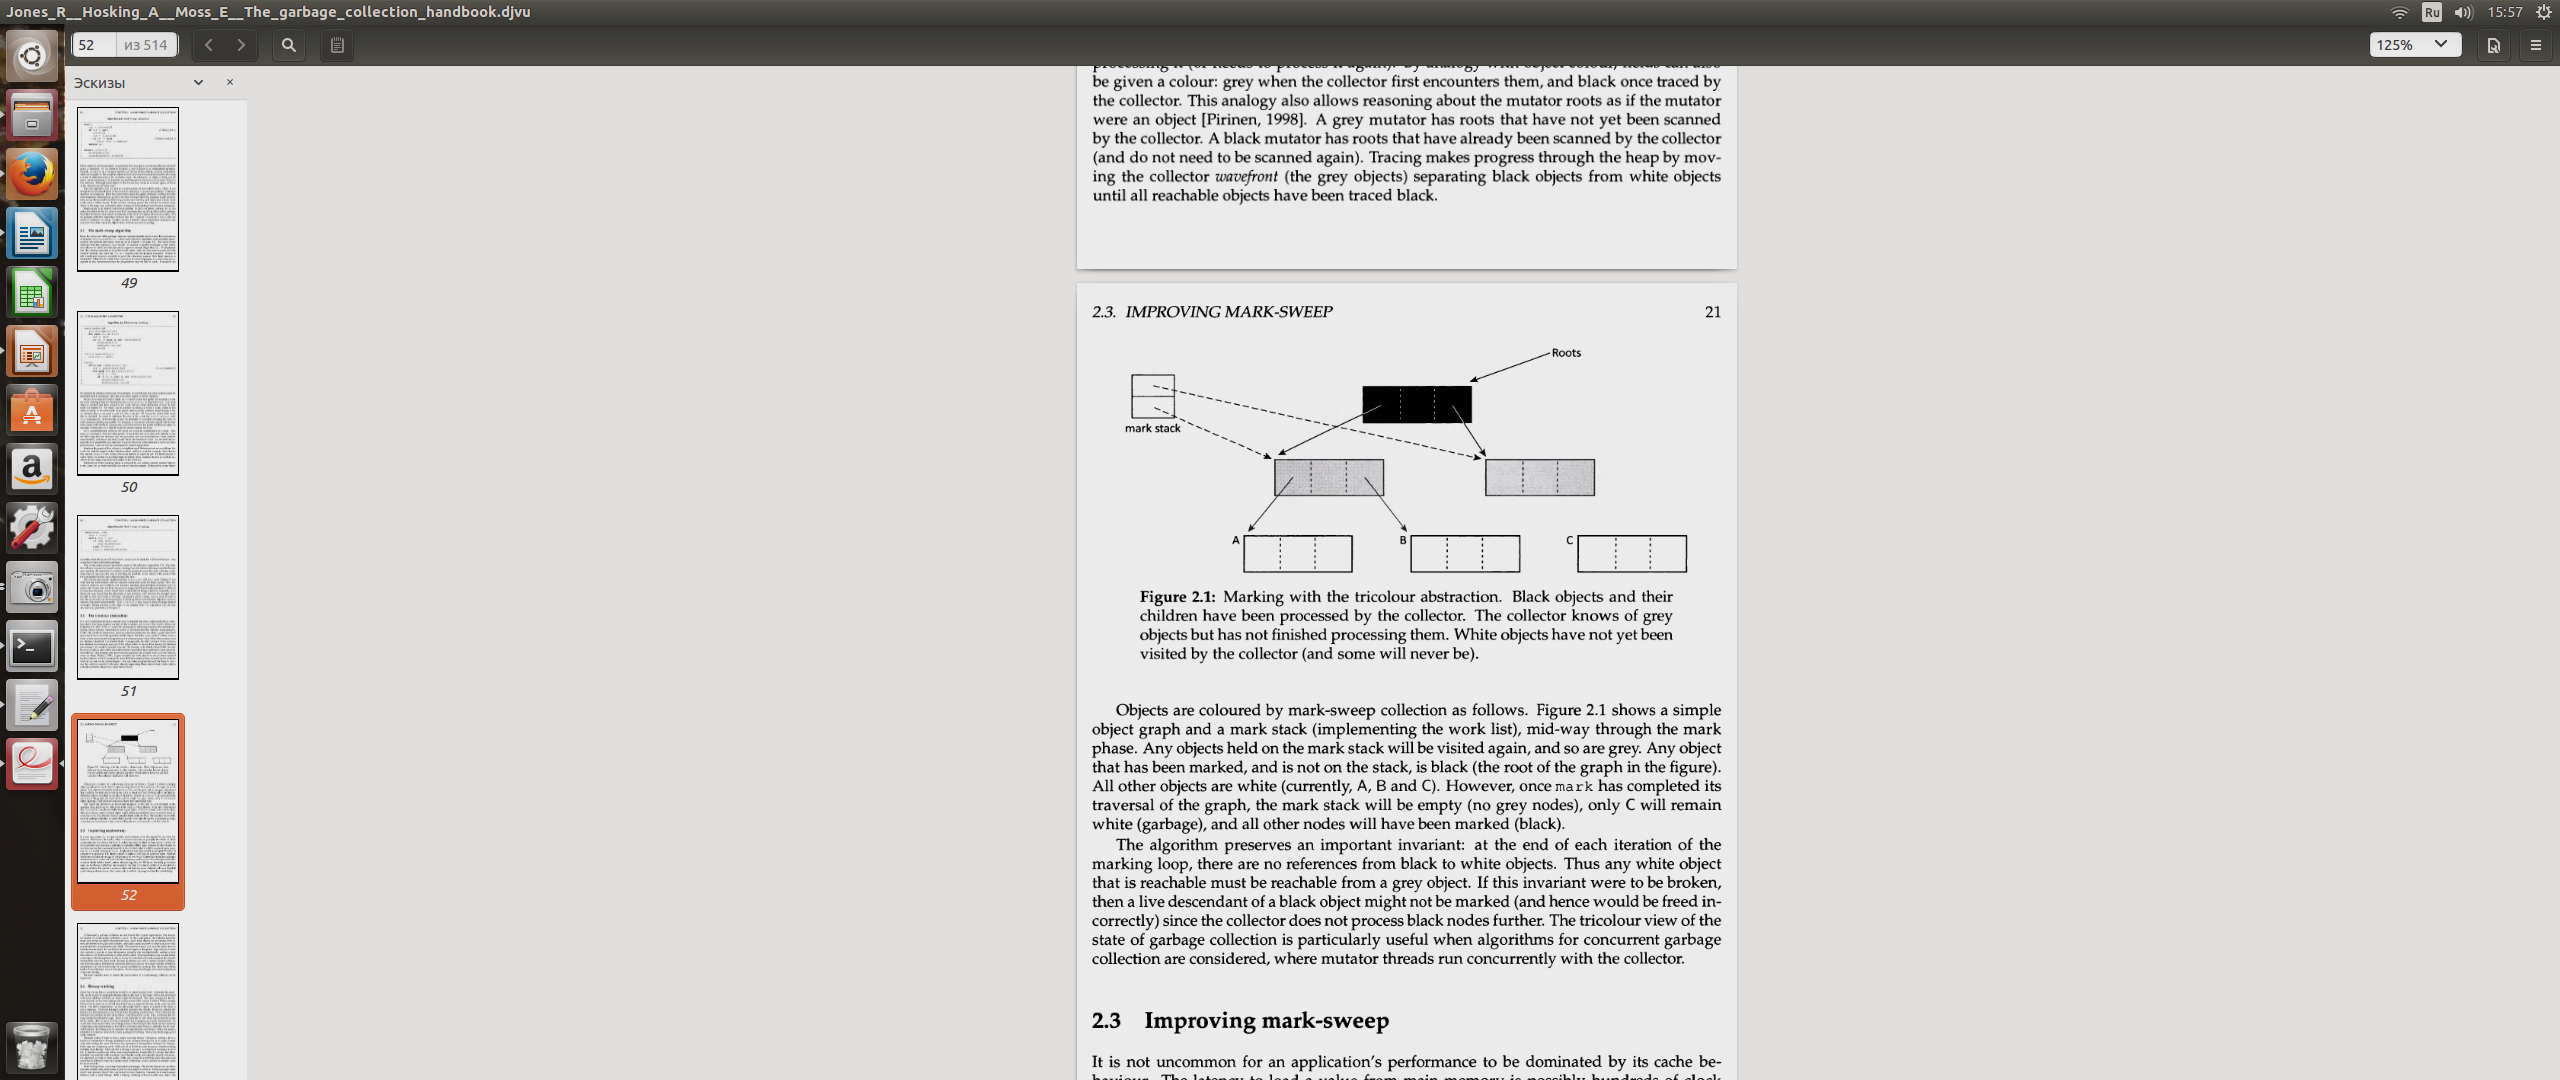 Jones_R__Hosking_A__Moss_E__The_garbage_collection_handbook.djvu
Ru
15:57
52
из 514
125%
Эскизы
49
50
51
52
be given a colour: grey when the collector first encounters them, and black once traced by
the collector. This analogy also allows reasoning about the mutator roots as if the mutator
were an object [Pirinen, 1998]. A grey mutator has roots that have not yet been scanned
by the collector. A black mutator has roots that have already been scanned by the collector
(and do not need to be scanned again). Tracing makes progress through the heap by mov-
ing the collector wavefront (the grey objects) separating black objects from white objects
until all reachable objects have been traced black.
2.3. IMPROVING MARK-SWEEP
21
Roots
mark stack
A
B
C
Figure 2.1: Marking with the tricolour abstraction. Black objects and their
children have been processed by the collector. The collector knows of grey
objects but has not finished processing them. White objects have not yet been
visited by the collector (and some will never be).
Objects are coloured by mark-sweep collection as follows. Figure 2.1 shows a simple
object graph and a mark stack (implementing the work list), mid-way through the mark
phase. Any objects held on the mark stack will be visited again, and so are grey. Any object
that has been marked, and is not on the stack, is black (the root of the graph in the figure).
All other objects are white (currently, A, B and C). However, once mark has completed its
traversal of the graph, the mark stack will be empty (no grey nodes), only C will remain
white (garbage), and all other nodes will have been marked (black).
The algorithm preserves an important invariant: at the end of each iteration of the
marking loop, there are no references from black to white objects. Thus any white object
that is reachable must be reachable from a grey object. If this invariant were to be broken,
then a live descendant of a black object might not be marked (and hence would be freed in-
correctly) since the collector does not process black nodes further. The tricolour view of the
state of garbage collection is particularly useful when algorithms for concurrent garbage
collection are considered, where mutator threads run concurrently with the collector.
2.3 Improving mark-sweep
It is not uncommon for an application's performance to be dominated by its cache be-